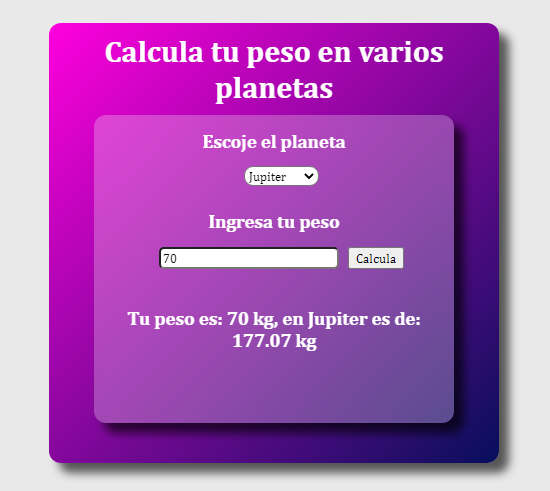 Calcula tu peso en varios
planetas
Escoje el planeta
Jupiter
Ingresa tu peso
70 Calcula
Tu peso es: 70 kg, en Jupiter es de:
177.07 kg